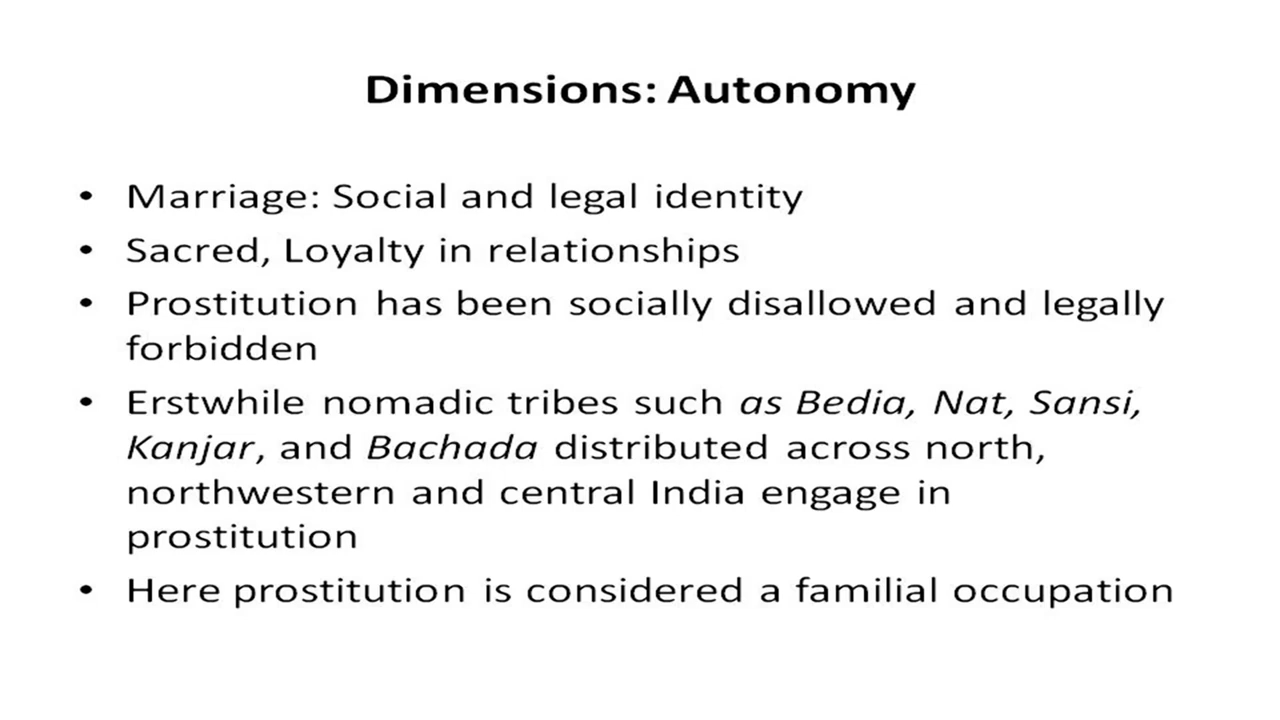 Dimensions: Autonomy
• Marriage: Social and legal identity
• Sacred, Loyalty in relationships
• Prostitution has been socially disallowed and legally
forbidden
• Erstwhile nomadic tribes such as Bedia, Nat, Sansi,
Kanjar, and Bachada distributed across north,
northwestern and central India engage in
prostitution
• Here prostitution is considered a familial occupation